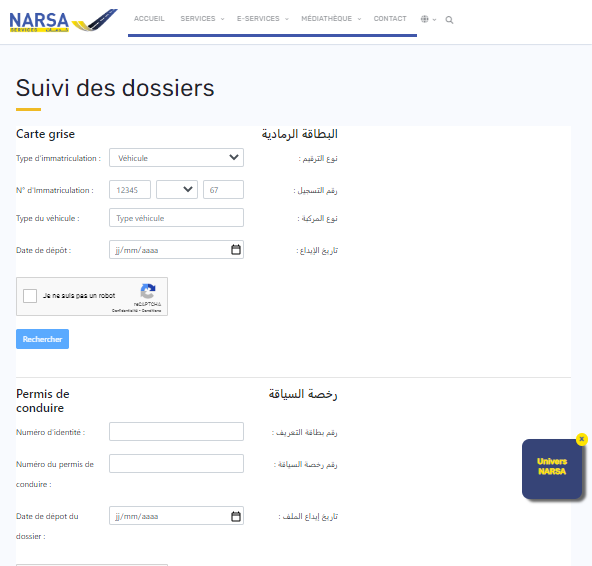 NARSA
SERVICES
ACCUEIL SERVICES E-SERVICES MÉDIATHÈQUE CONTACT
Suivi des dossiers
Carte grise البطاقة الرمادية
Type d'immatriculation : Véhicule نوع الترقيم :
N° d'Immatriculation : 12345 67 رقم التسجيل :
Type du véhicule : Type véhicule نوع المركبة :
Date de dépôt : jj/mm/aaaa تاريخ الإيداع :
Je ne suis pas un robot
reCAPTCHA
Confidentialité - Conditions
Rechercher
Permis de
conduire
رخصة السياقة
Numéro d'identité : رقم بطاقة التعريف :
Numéro du permis de
conduire :
رقم رخصة السياقة :
Date de dépot du
dossier :
jj/mm/aaaa تاريخ إيداع الملف :
x
Univers
NARSA